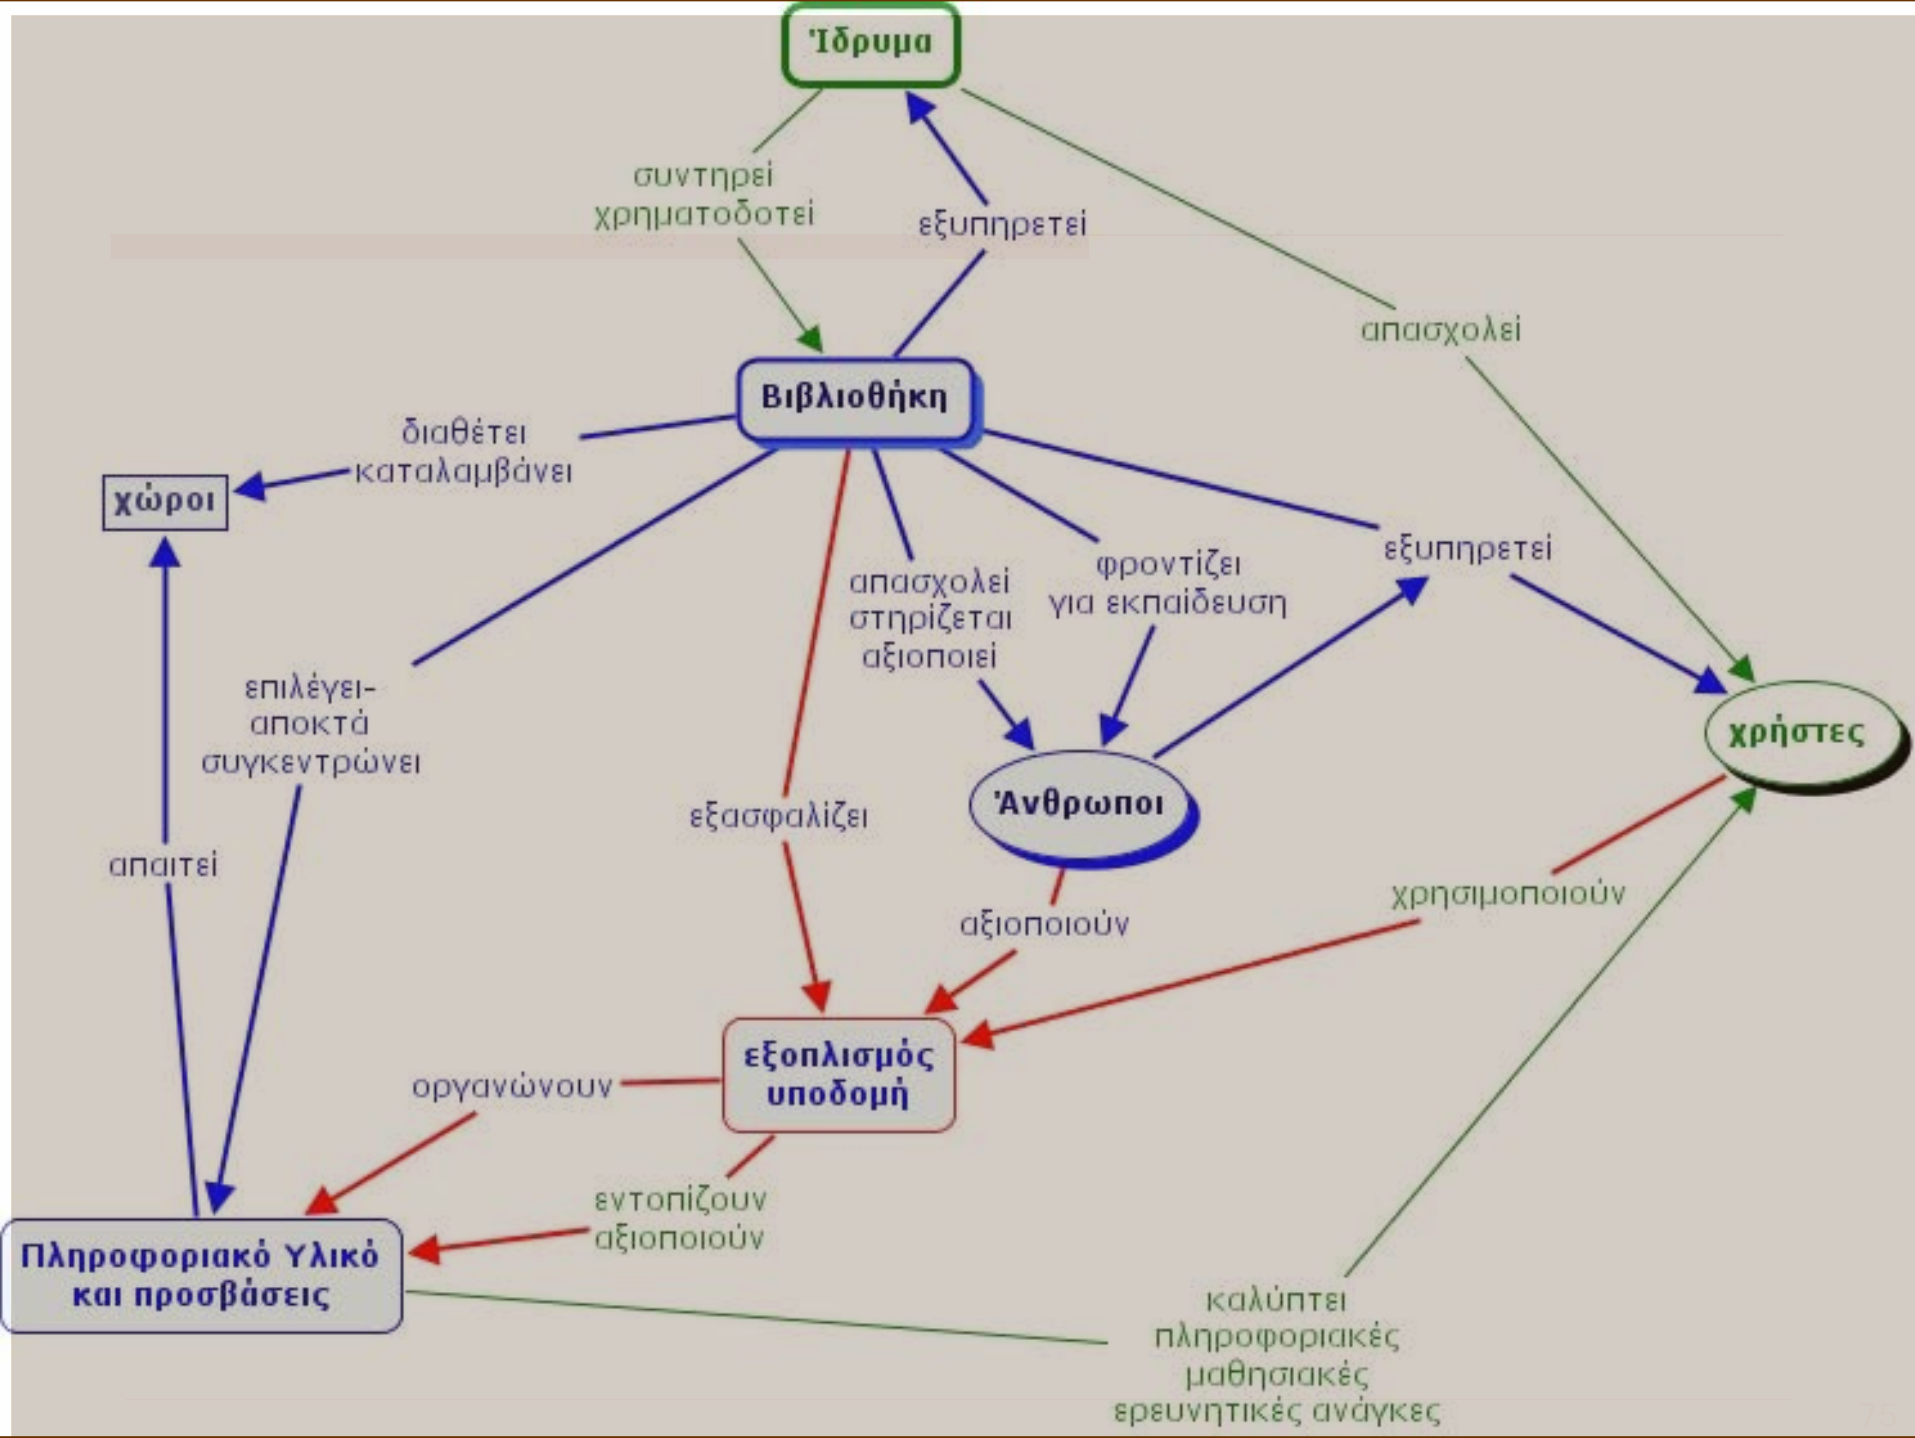 Ίδρυμα
συντηρεί
χρηματοδοτεί
εξυπηρετεί
απασχολεί
Βιβλιοθήκη
διαθέτει
καταλαμβάνει
χώροι
εξυπηρετεί
φροντίζει
για εκπαίδευση
απασχολεί
στηρίζεται
αξιοποιεί
επιλέγει-
αποκτά
συγκεντρώνει
χρήστες
Άνθρωποι
εξασφαλίζει
απαιτεί
χρησιμοποιούν
αξιοποιούν
εξοπλισμός
υποδομή
οργανώνουν
εντοπίζουν
αξιοποιούν
Πληροφοριακό Υλικό
και προσβάσεις
καλύπτει
πληροφοριακές
μαθησιακές
ερευνητικές ανάγκες